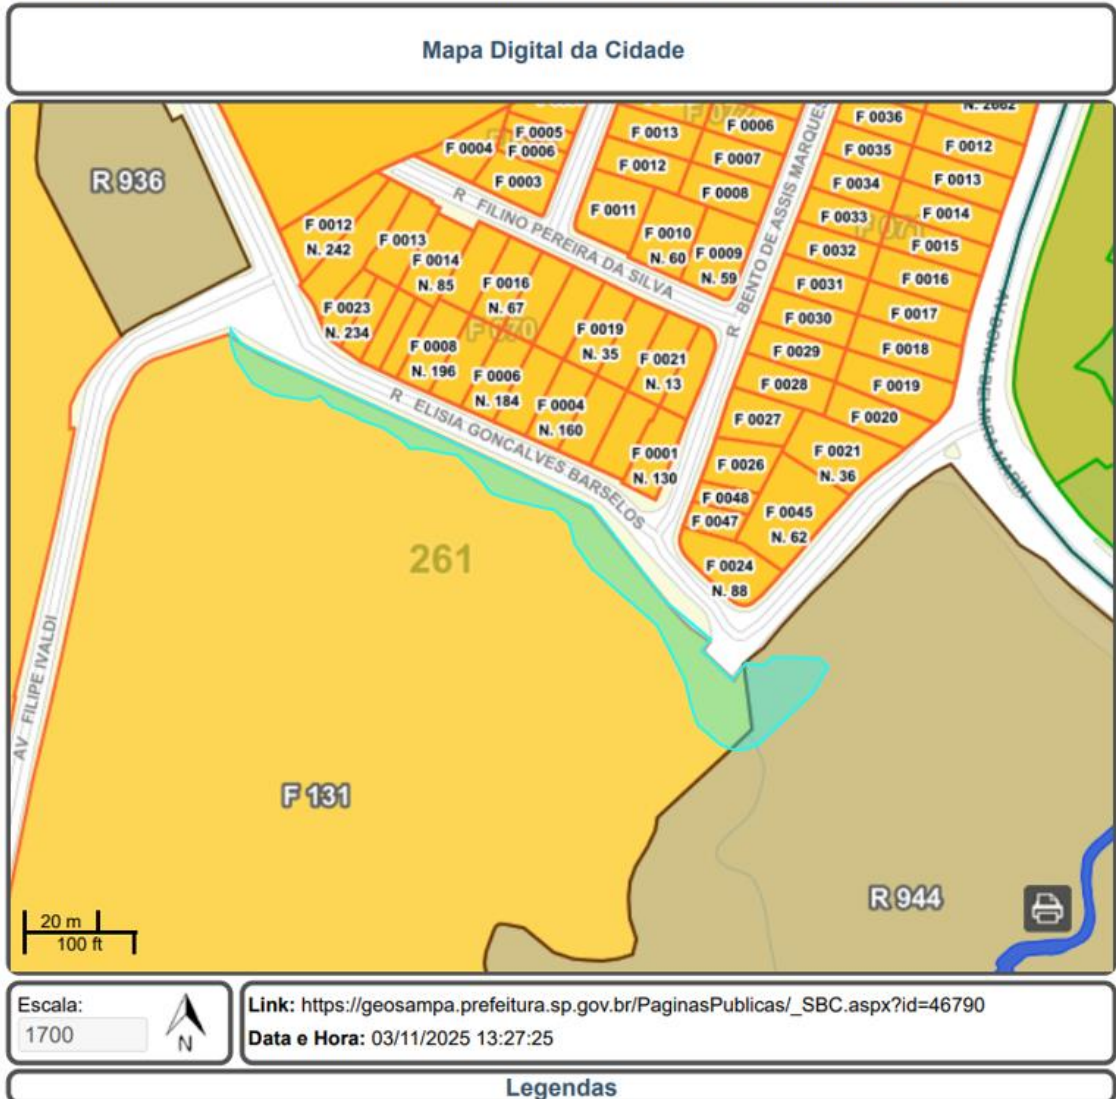 Mapa Digital da Cidade
N. 2662
F 0036
F 0005
F 0013
F 0006
F 0004
F 0006
F 0035
F 0012
F 0012
F 0007
R 936
F 0003
F 0034
F 0013
F 0008
R FILINO PEREIRA DA SILVA
F 0011
F 0033
F 071
F 0014
F 0012
N. 242
F 0010
N. 60
F 0009
N. 59
R BENTO DE ASSIS MARQUES
F 0032
F 0015
F 0013
F 0014
N. 85
F 0016
N. 67
F 0031
F 0016
F 0023
N. 234
F 070
F 0030
F 0017
F 0019
N. 35
F 0008
N. 196
F 0021
N. 13
F 0029
F 0018
F 0006
N. 184
F 0028
F 0019
R ELISIA GONCALVES BARSELOS
F 0004
N. 160
F 0027
F 0020
F 0001
N. 130
F 0026
F 0021
N. 36
F 0048
F 0047
F 0045
N. 62
261
F 0024
N. 88
AV FILIPE IVALDI
F 131
R 944
20 m
100 ft
Escala:
1700
N
Link: https://geosampa.prefeitura.sp.gov.br/PaginasPublicas/_SBC.aspx?id=46790
Data e Hora: 03/11/2025 13:27:25
Legendas